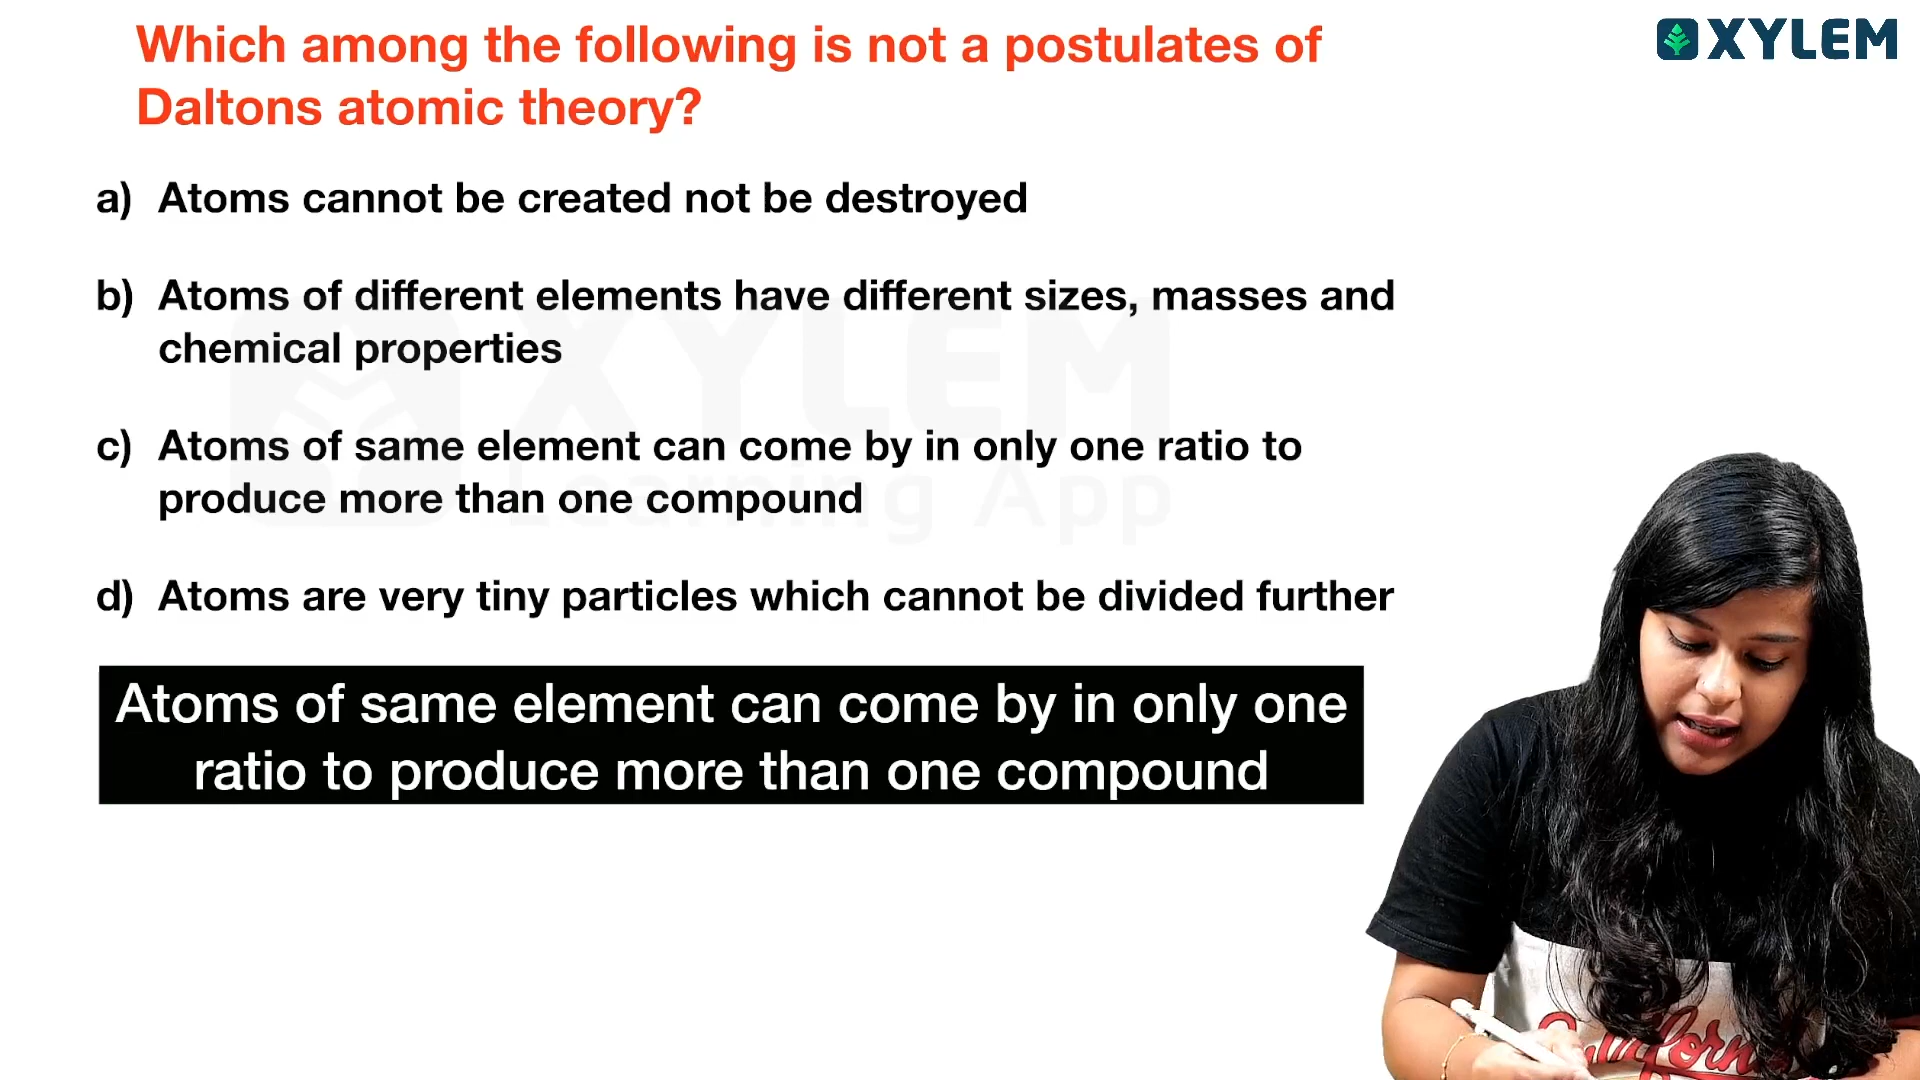 Which among the following is not a postulates of
Daltons atomic theory?
XYLEM
a) Atoms cannot be created not be destroyed
b) Atoms of different elements have different sizes, masses and
chemical properties
c) Atoms of same element can come by in only one ratio to
produce more than one compound
d) Atoms are very tiny particles which cannot be divided further
XYLEM
Learning App
Atoms of same element can come by in only one
ratio to produce more than one compound